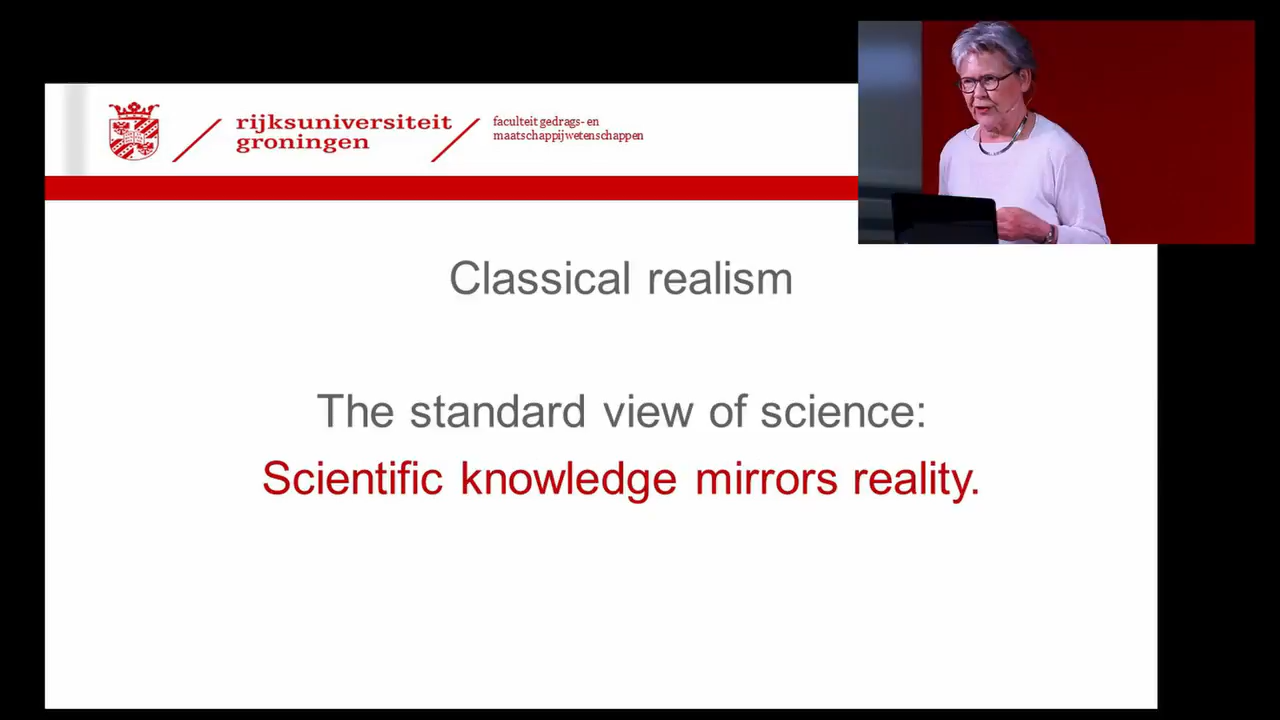 rijksuniversiteit
groningen
faculteit gedrags- en
maatschappijwetenschappen
Classical realism
The standard view of science:
Scientific knowledge mirrors reality.